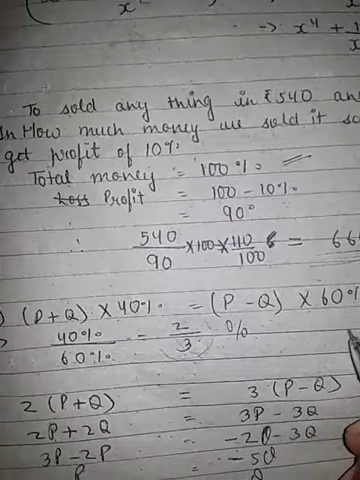 x²
→ x⁴ + 1
x
To sold any thing in ₹540 an
In How much money we sold it so
get profit of 10%
Total money = 100%
Profit = 100 - 10%
= 90°
∴ 540/90 × 100 × 110/100 = 66
(P+Q) × 40% = (P - Q) × 60%
40%/60% = 2/3 %
2 (P+Q) = 3 (P-Q)
2P + 2Q = 3P - 3Q
3P - 2P = -2Q - 3Q
P = -5Q